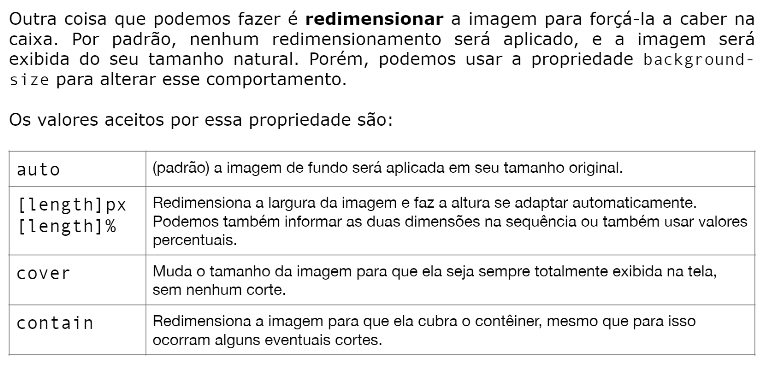 Outra coisa que podemos fazer é redimensionar a imagem para forçá-la a caber na
caixa. Por padrão, nenhum redimensionamento será aplicado, e a imagem será
exibida do seu tamanho natural. Porém, podemos usar a propriedade background-
size para alterar esse comportamento.
Os valores aceitos por essa propriedade são:
auto (padrão) a imagem de fundo será aplicada em seu tamanho original.
[length]px Redimensiona a largura da imagem e faz a altura se adaptar automaticamente.
[length]% Podemos também informar as duas dimensões na sequência ou também usar valores
percentuais.
cover Muda o tamanho da imagem para que ela seja sempre totalmente exibida na tela,
sem nenhum corte.
contain Redimensiona a imagem para que ela cubra o contêiner, mesmo que para isso
ocorram alguns eventuais cortes.